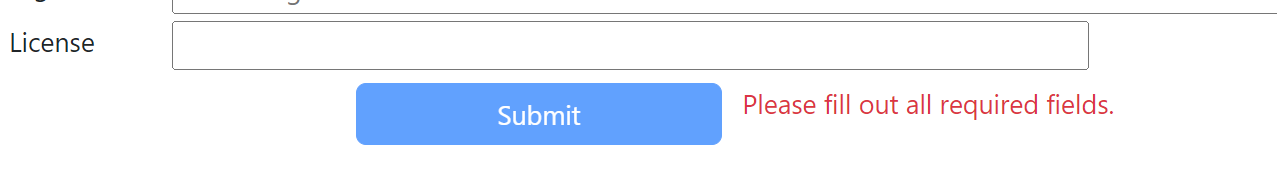 License
Submit
Please fill out all required fields.